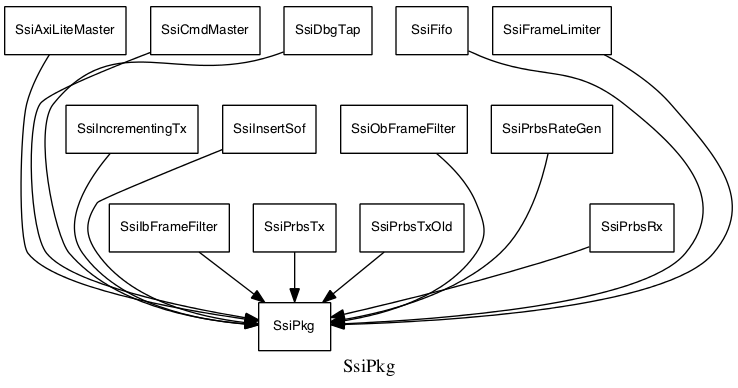 SsiAxiLiteMaster SsiCmdMaster SsiDbgTap SsiFifo SsiFrameLimiter
SsiIncrementingTx SsiInsertSof SsiObFrameFilter SsiPrbsRateGen
SsiIbFrameFilter SsiPrbsTx SsiPrbsTxOld SsiPrbsRx
SsiPkg
SsiPkg